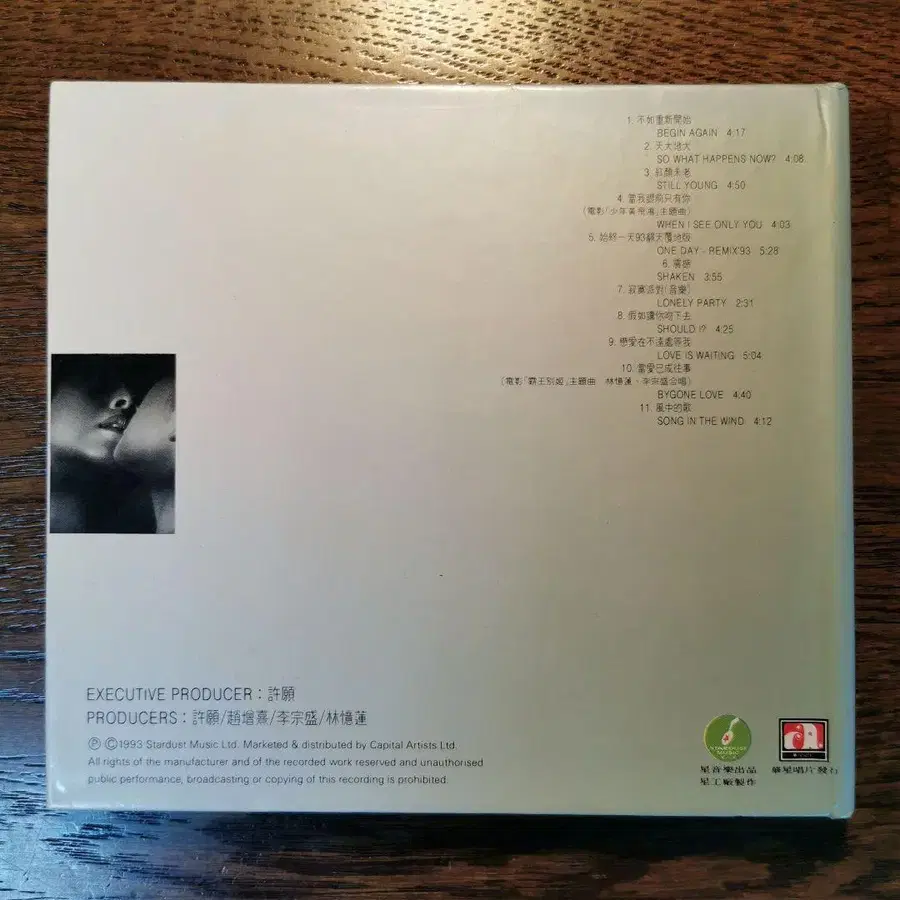 1. 不如重新開始
BEGIN AGAIN 4:17
2. 天大地大
SO WHAT HAPPENS NOW? 4:08
3. 紅顏未老
STILL YOUNG 4:50
4. 當我眼前只有你
(電影「少年黃飛鴻」主題曲)
WHEN I SEE ONLY YOU 4:03
5. 始終一天93翻天覆地版
ONE DAY - REMIX'93 5:28
6. 震撼
SHAKEN 3:55
7. 寂寞派對(音樂)
LONELY PARTY 2:31
8. 假如讓你吻下去
SHOULD I? 4:25
9. 戀愛在不遠處等我
LOVE IS WAITING 5:04
10. 當愛已成往事
(電影「霸王別姬」主題曲 林憶蓮、李宗盛合唱)
BYGONE LOVE 4:40
11. 風中的歌
SONG IN THE WIND 4:12
EXECUTIVE PRODUCER：許願
PRODUCERS：許願/趙增熹/李宗盛/林憶蓮
Ⓟ Ⓒ1993 Stardust Music Ltd. Marketed & distributed by Capital Artists Ltd.
All rights of the manufacturer and of the recorded work reserved and unauthorised
public performance, broadcasting or copying of this recording is prohibited.
STARDUST
MUSIC
星音樂出品
星工廠製作
華星唱片發行